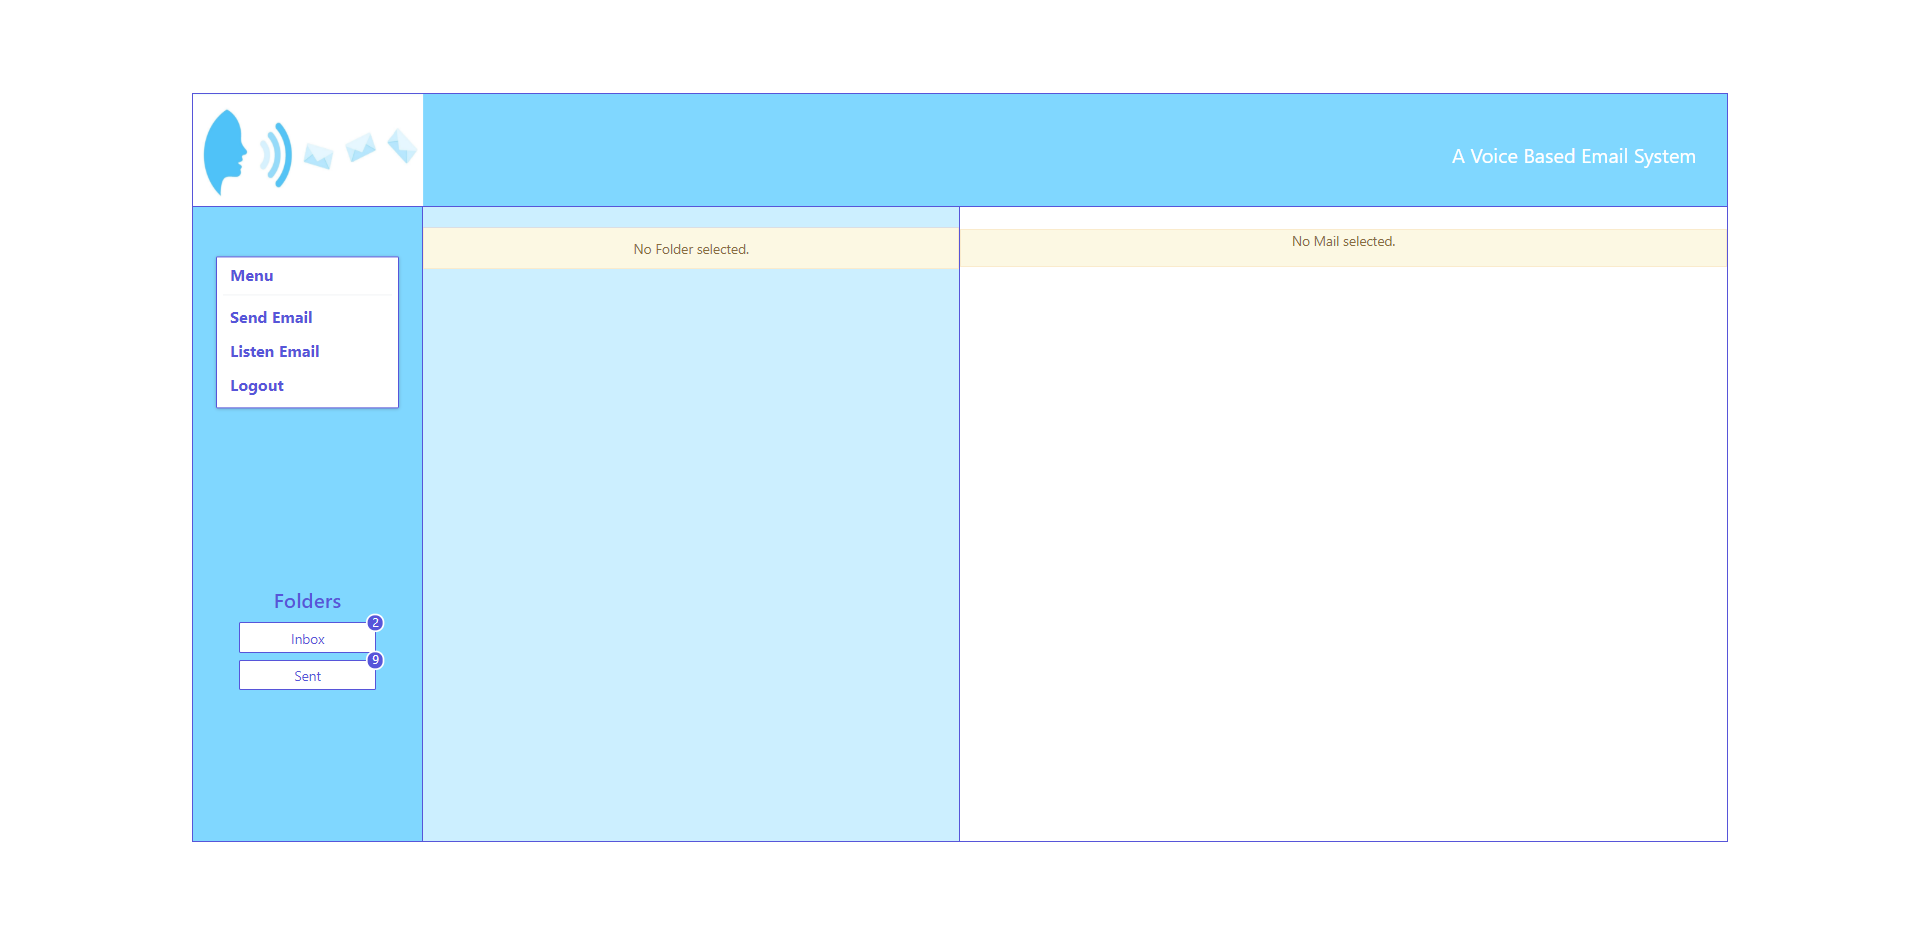 A Voice Based Email System
Menu
Send Email
Listen Email
Logout
Folders
2
Inbox
9
Sent
No Folder selected.
No Mail selected.